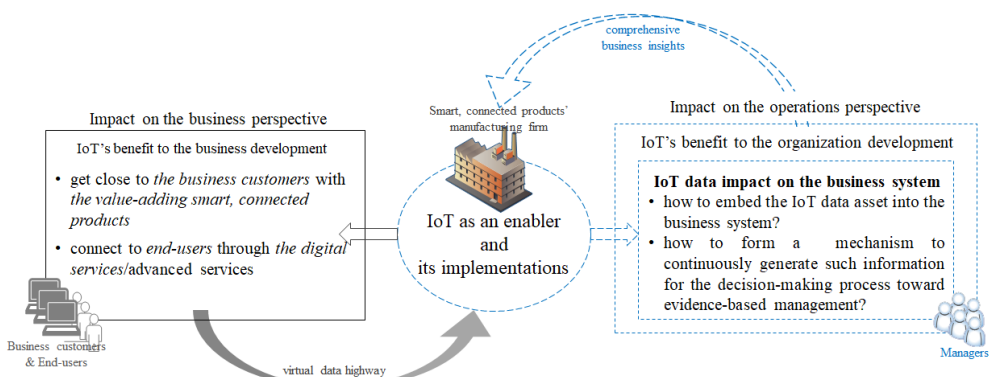 comprehensive
business insights
Smart, connected products’
manufacturing firm
Impact on the business perspective
IoT’s benefit to the business development
• get close to the business customers with
the value-adding smart, connected
products
• connect to end-users through the digital
services/advanced services
Business customers
& End-users
virtual data highway
IoT as an enabler
and
its implementations
Impact on the operations perspective
IoT’s benefit to the organization development
IoT data impact on the business system
• how to embed the IoT data asset into the
business system?
• how to form a mechanism to
continuously generate such information
for the decision-making process toward
evidence-based management?
Managers